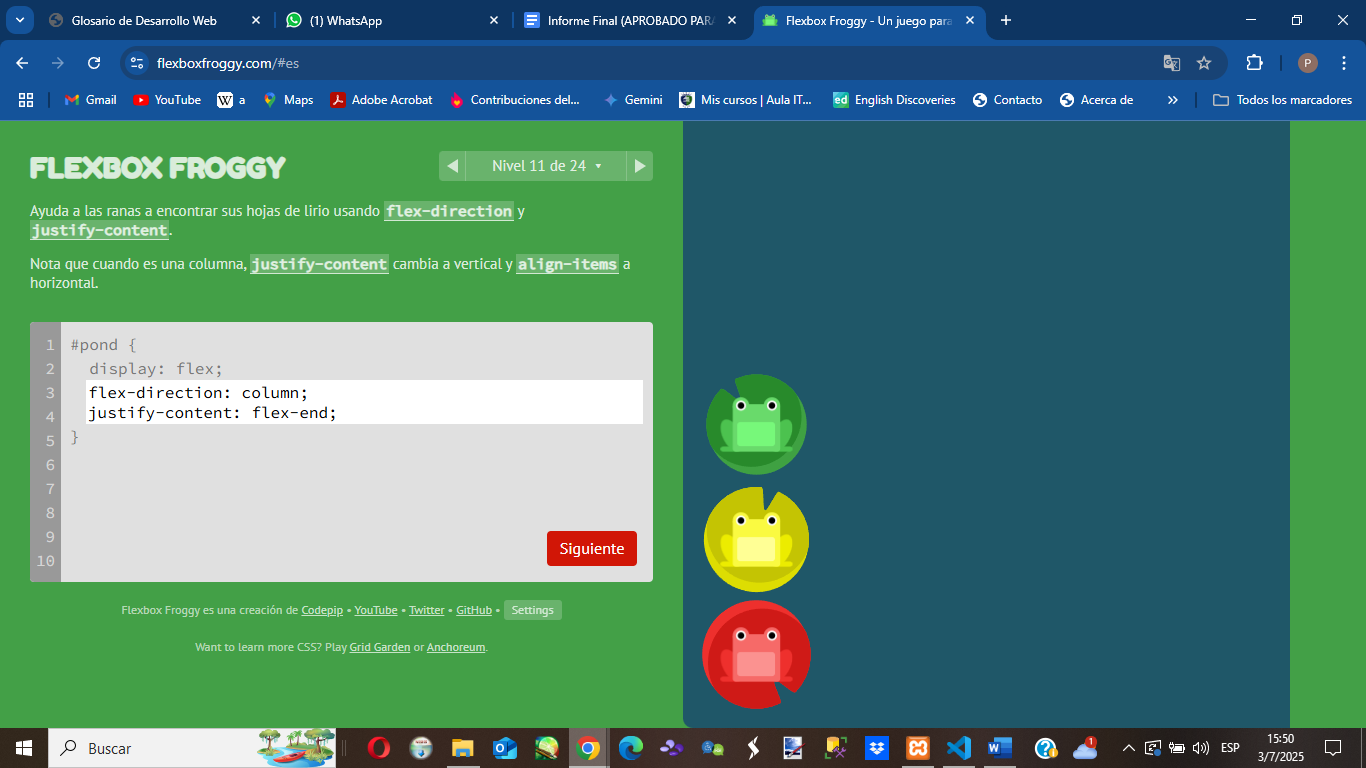 Glosario de Desarrollo Web
(1) WhatsApp
Informe Final (APROBADO PARA
Flexbox Froggy - Un juego para
flexboxfroggy.com/#es
P
Gmail
YouTube
W a
Maps
Adobe Acrobat
Contribuciones del...
Gemini
Mis cursos | Aula IT...
ed English Discoveries
Contacto
Acerca de
»
Todos los marcadores
FLEXBOX FROGGY
Nivel 11 de 24
Ayuda a las ranas a encontrar sus hojas de lirio usando flex-direction y
justify-content.
Nota que cuando es una columna, justify-content cambia a vertical y align-items a
horizontal.
1 #pond {
2 display: flex;
3 flex-direction: column;
4 justify-content: flex-end;
5 }
6
7
8
9
10
Siguiente
Flexbox Froggy es una creación de Codepip • YouTube • Twitter • GitHub • Settings
Want to learn more CSS? Play Grid Garden or Anchoreum.
Buscar
1
ESP
15:50
3/7/2025